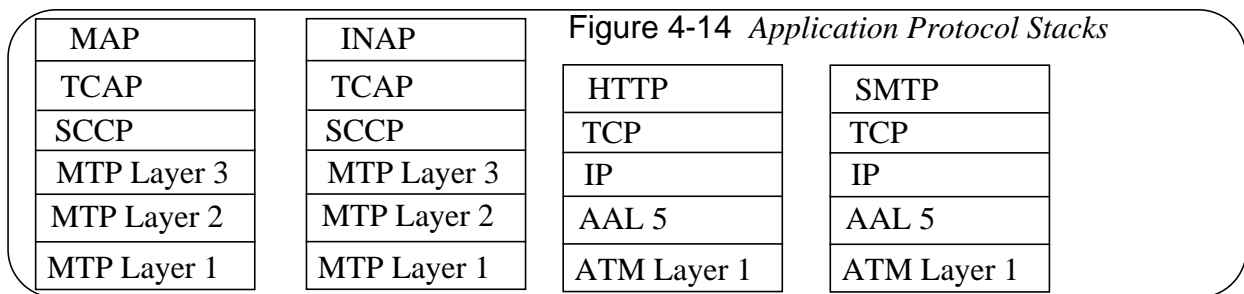 Figure 4-14 Application Protocol Stacks
MAP
TCAP
SCCP
MTP Layer 3
MTP Layer 2
MTP Layer 1
INAP
TCAP
SCCP
MTP Layer 3
MTP Layer 2
MTP Layer 1
HTTP
TCP
IP
AAL 5
ATM Layer 1
SMTP
TCP
IP
AAL 5
ATM Layer 1